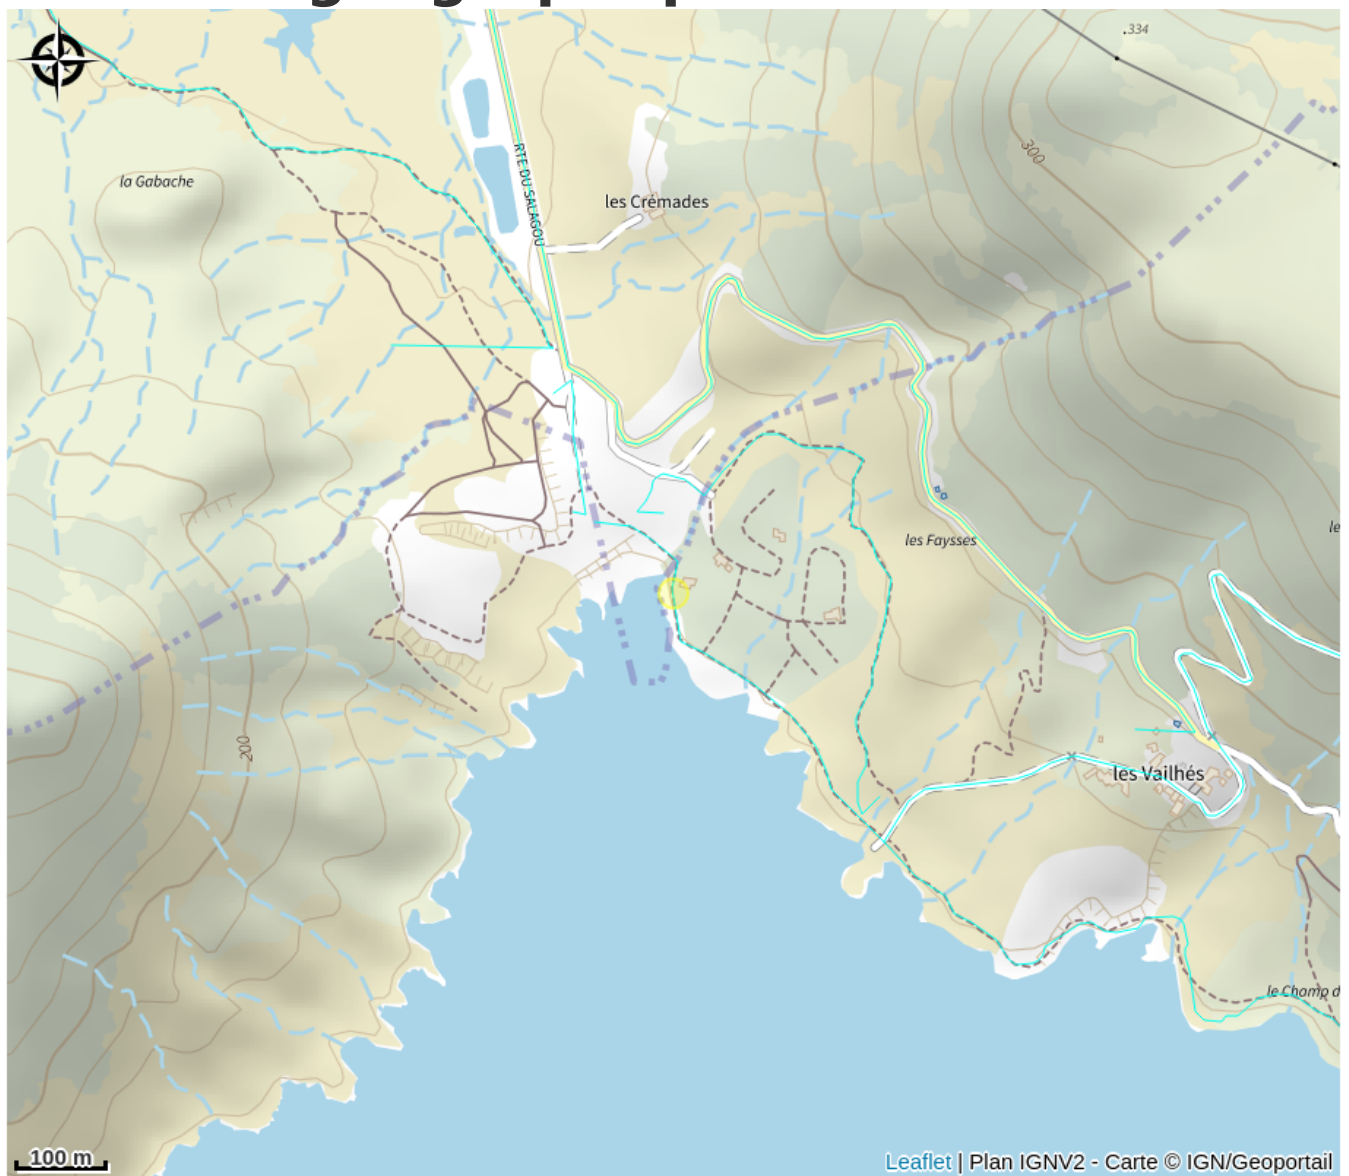 .334
300
RTE DU SALAGOU
la Gabache
les Crémades
les Faysses
le
200
les Vailhés
le Champ d
100 m
Leaflet | Plan IGNV2 - Carte © IGN/Geoportail